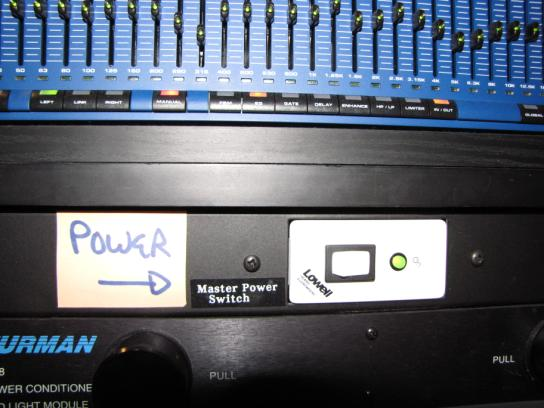 50 63 80 100 125 160 200 250 315 400 500 630 800 1K 1.25K 1.6K 2K 2.5K 3.15K 4K 5K 6.3K 8K 10K 12.5K
LEFT LINK RIGHT MANUAL EQ GATE DELAY ENHANCE HP / LP LIMITER IN / OUT GLOBAL
POWER
Master Power
Switch
Lowell
On
URMAN
8
PULL
PULL
WER CONDITIONE
D LIGHT MODULE